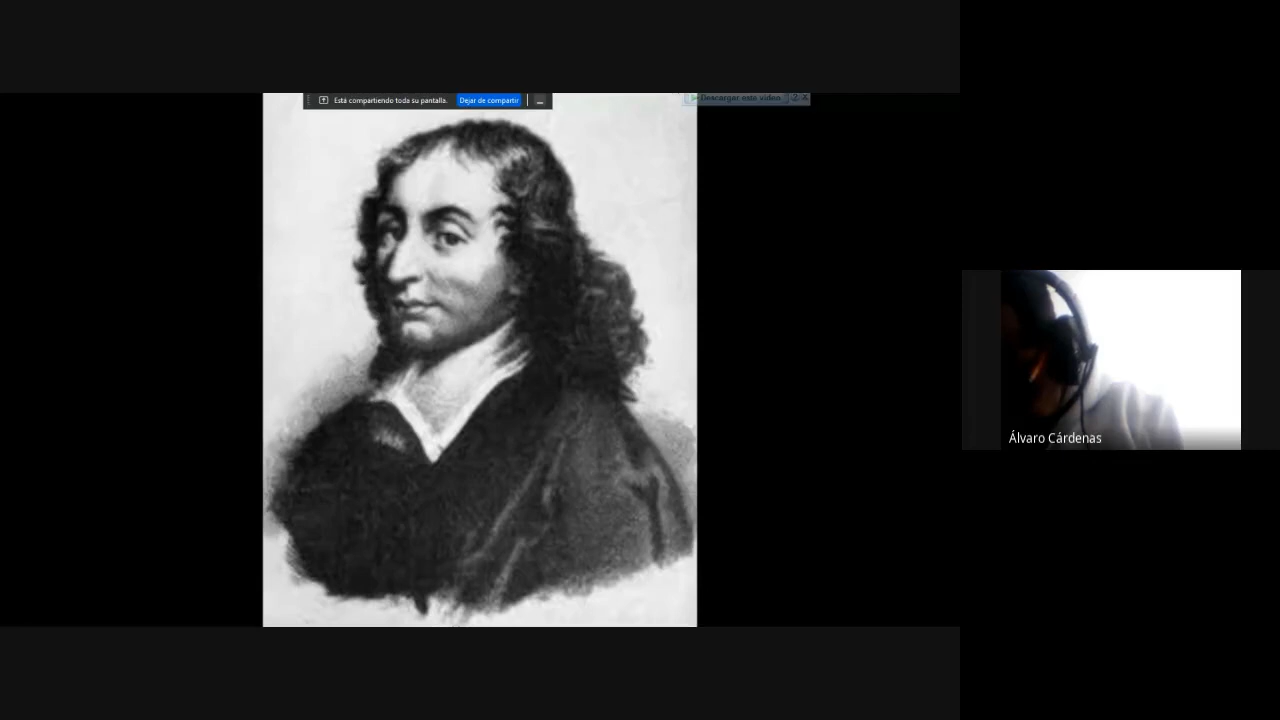 Está compartiendo toda su pantalla. Dejar de compartir
Descargar este video ? X
Álvaro Cárdenas